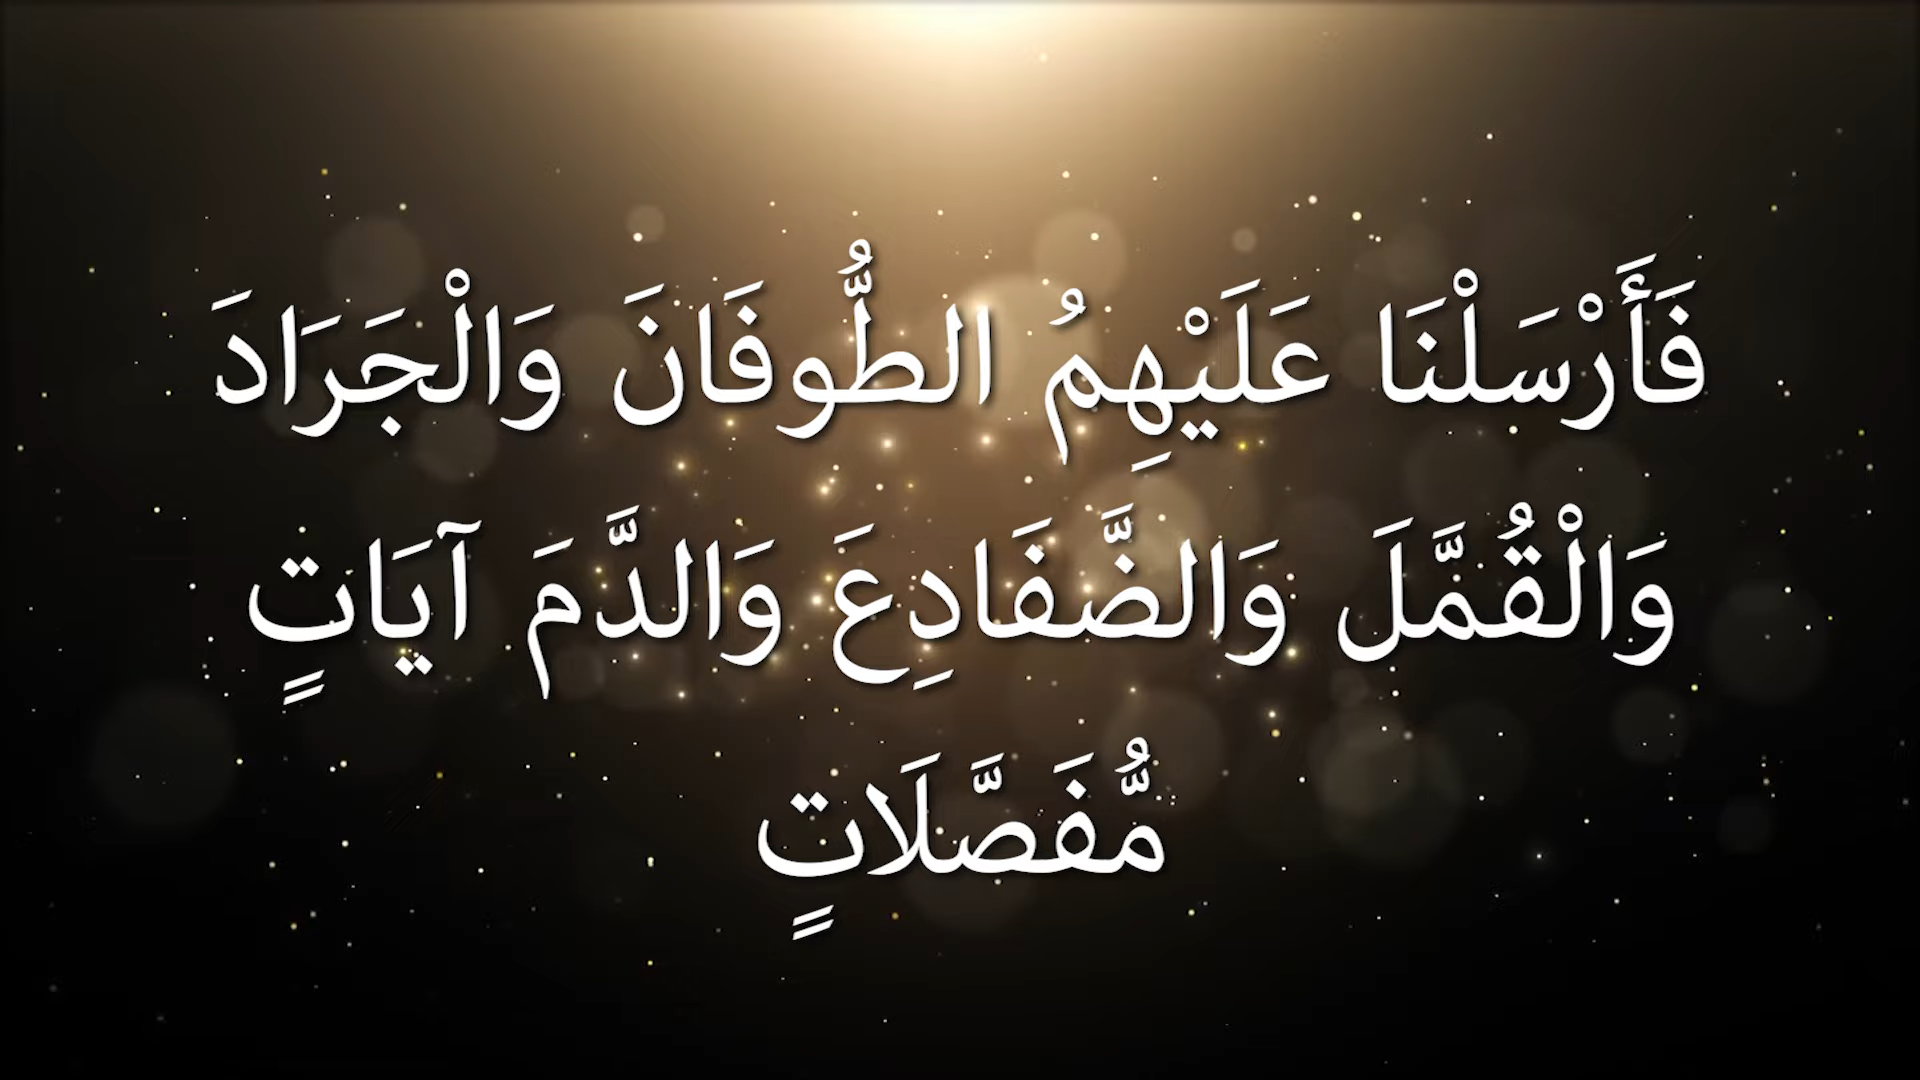 فَأَرْسَلْنَا عَلَيْهِمُ الطُّوفَانَ وَالْجَرَادَ
وَالْقُمَّلَ وَالضَّفَادِعَ وَالدَّمَ آيَاتٍ
مُّفَصَّلَاتٍ